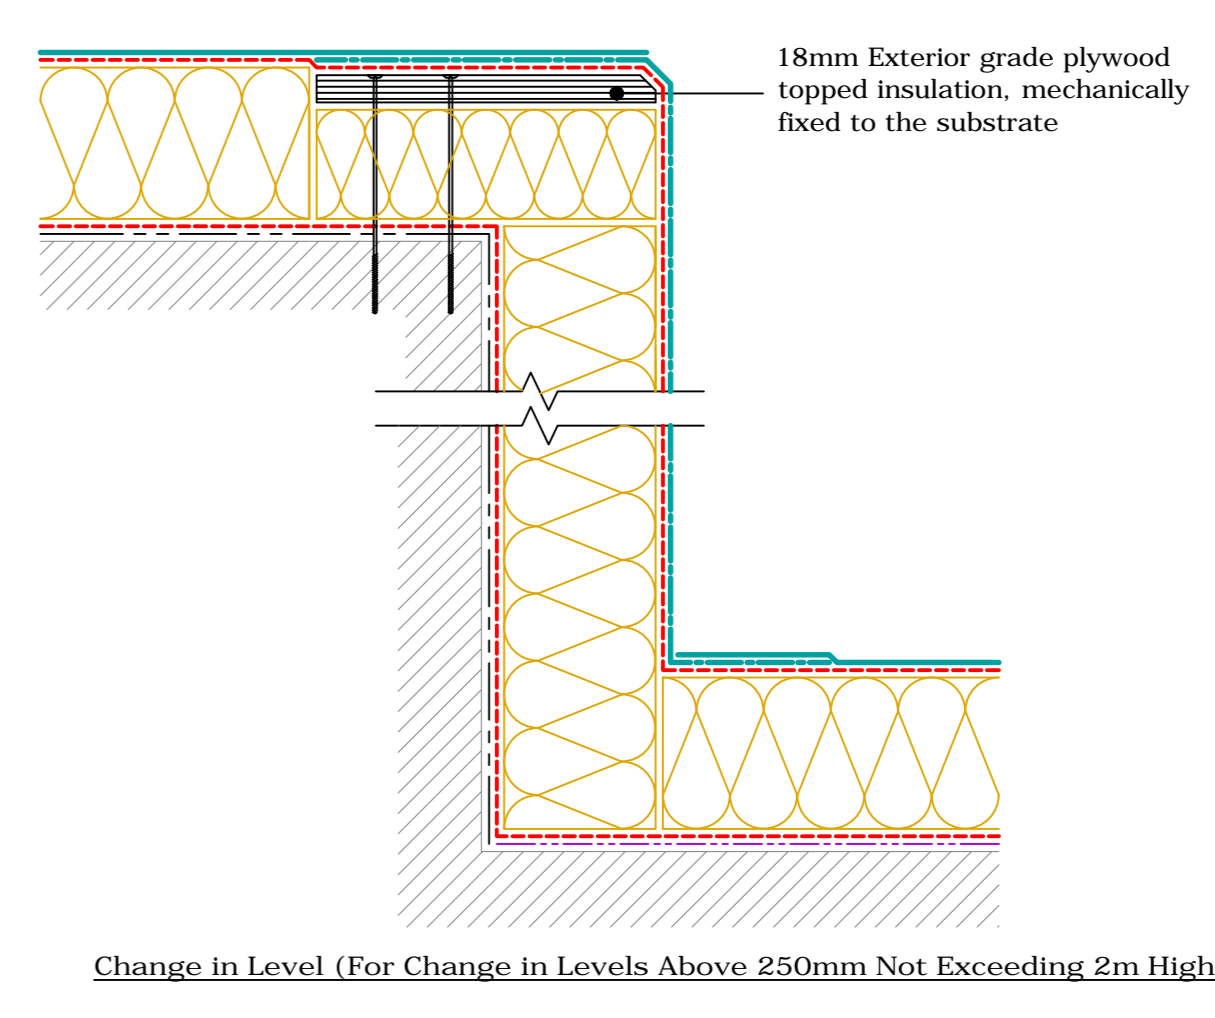 18mm Exterior grade plywood
topped insulation, mechanically
fixed to the substrate
Change in Level (For Change in Levels Above 250mm Not Exceeding 2m High